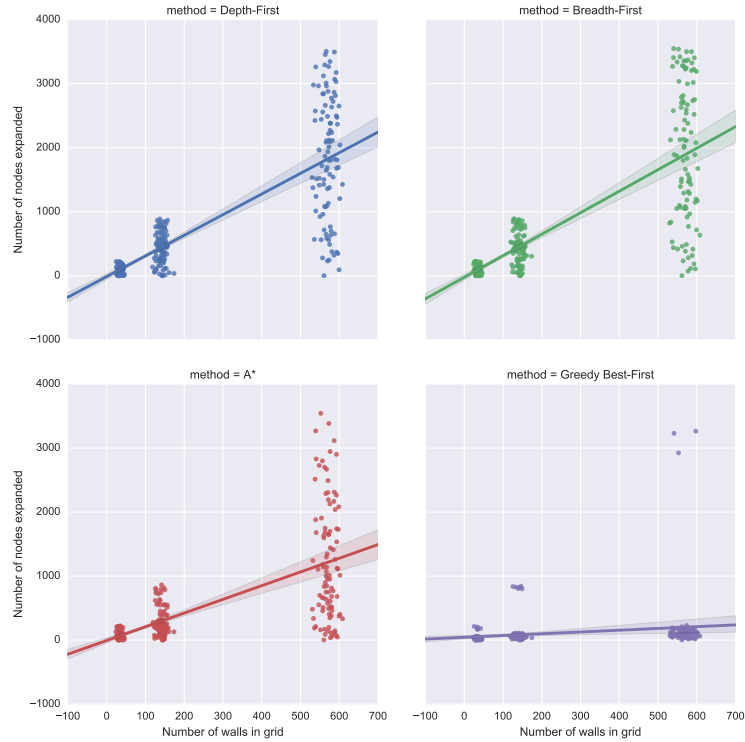 method = Depth-First
method = Breadth-First
4000
3000
2000
1000
0
−1000
Number of nodes expanded
method = A*
method = Greedy Best-First
4000
3000
2000
1000
0
−1000
Number of nodes expanded
−100 0 100 200 300 400 500 600 700
−100 0 100 200 300 400 500 600 700
Number of walls in grid
Number of walls in grid